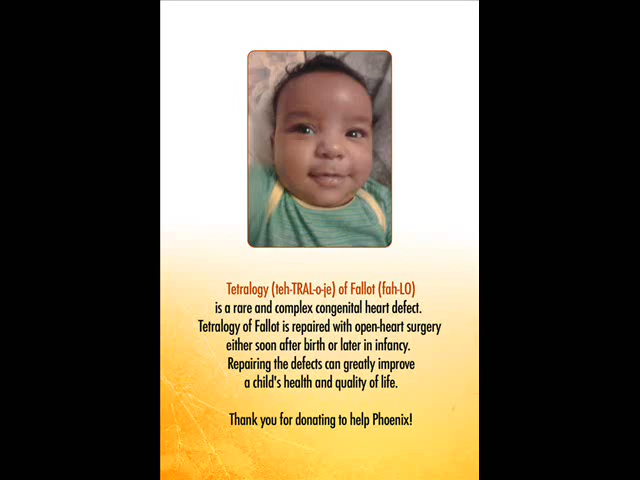 Tetralogy (teh-TRAL-o-je) of Fallot (fah-LO)
is a rare and complex congenital heart defect.
Tetralogy of Fallot is repaired with open-heart surgery
either soon after birth or later in infancy.
Repairing the defects can greatly improve
a child's health and quality of life.
Thank you for donating to help Phoenix!